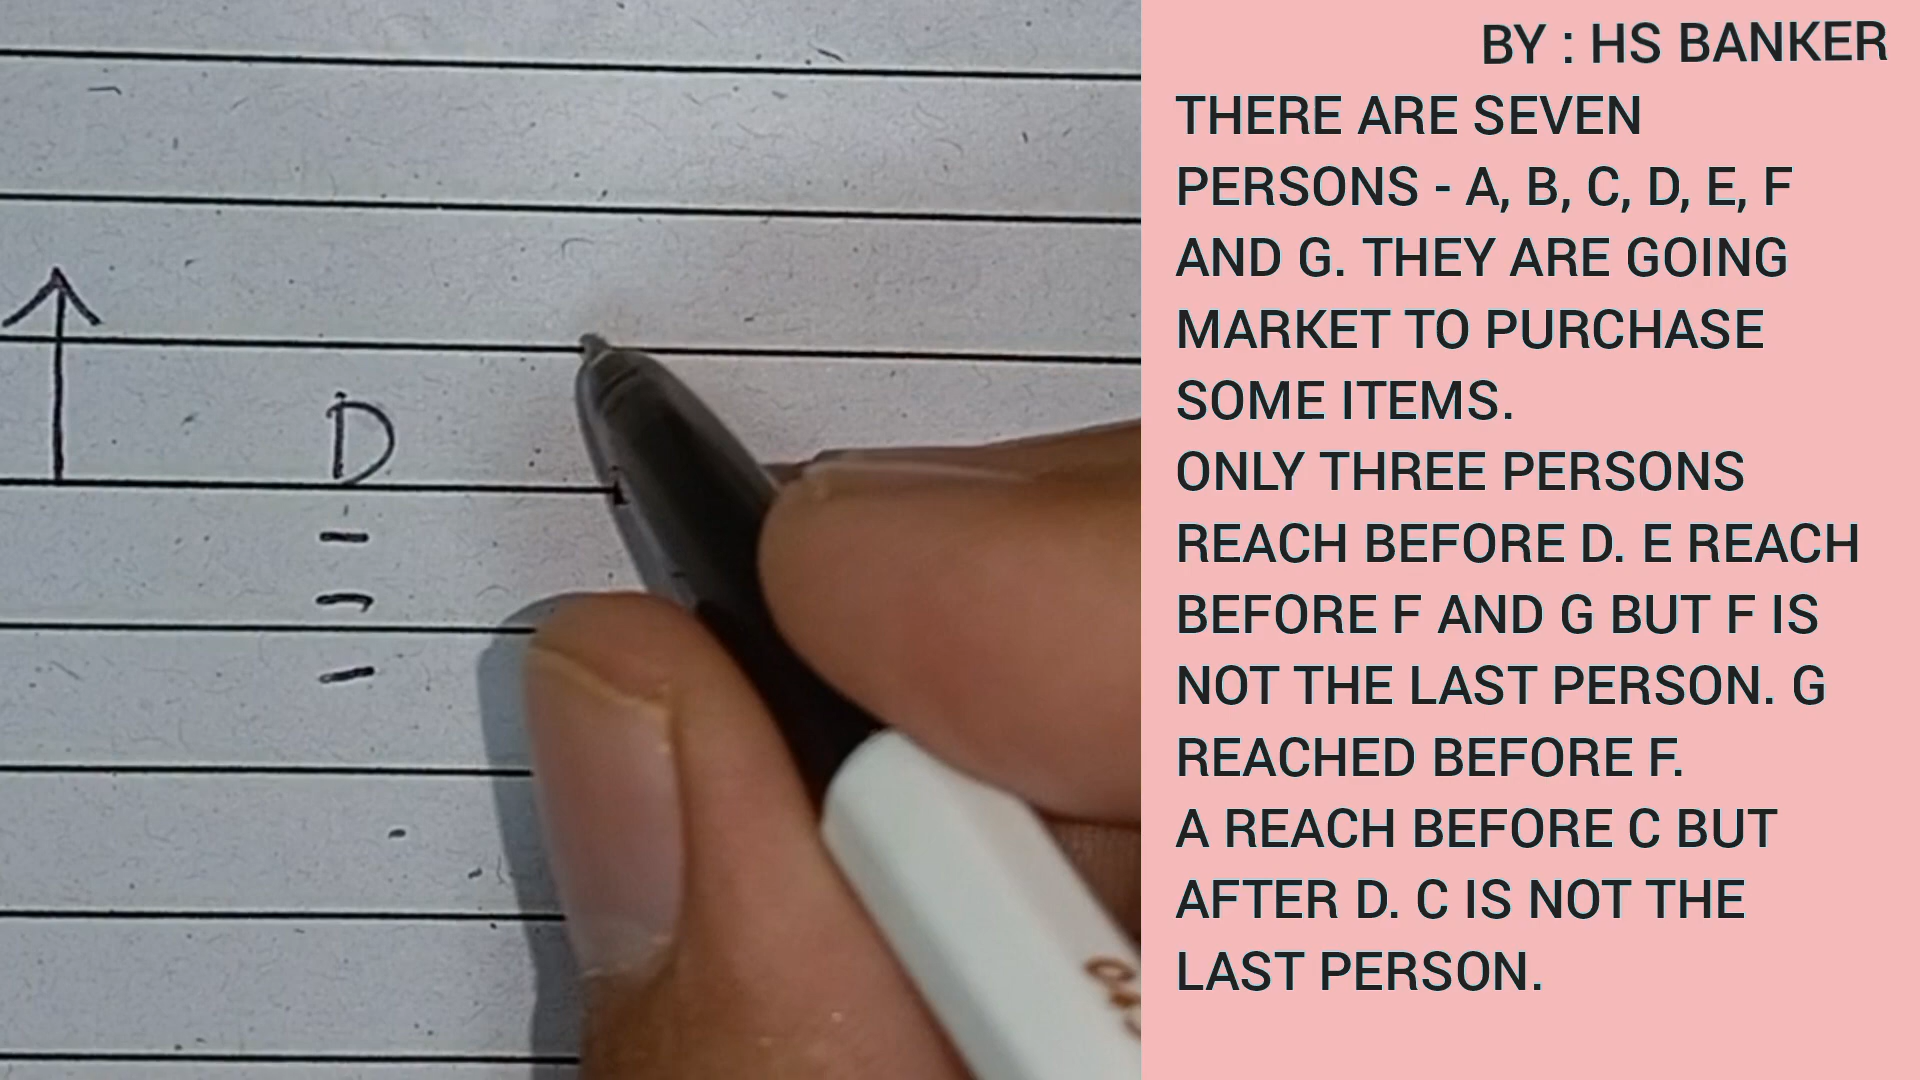 BY : HS BANKER
THERE ARE SEVEN
PERSONS - A, B, C, D, E, F
AND G. THEY ARE GOING
MARKET TO PURCHASE
SOME ITEMS.
ONLY THREE PERSONS
REACH BEFORE D. E REACH
BEFORE F AND G BUT F IS
NOT THE LAST PERSON. G
REACHED BEFORE F.
A REACH BEFORE C BUT
AFTER D. C IS NOT THE
LAST PERSON.
D